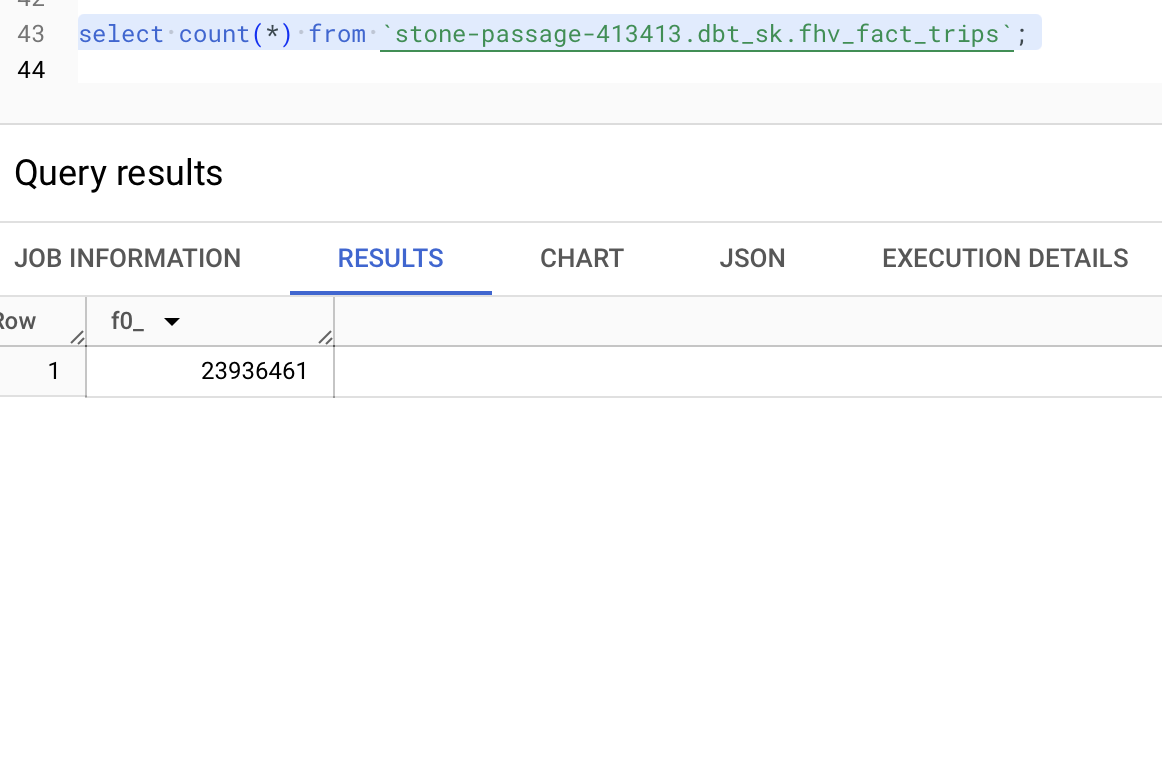 42
43 select count(*) from `stone-passage-413413.dbt_sk.fhv_fact_trips`;
44
Query results
JOB INFORMATION RESULTS CHART JSON EXECUTION DETAILS
Row f0_
1 23936461